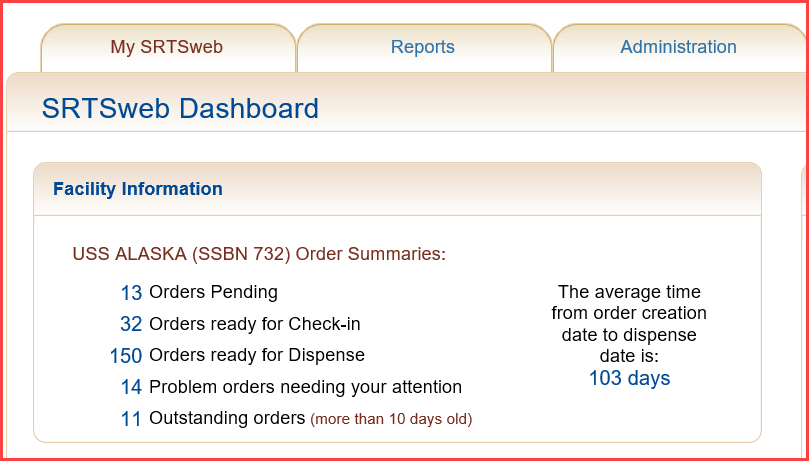 My SRTSweb
Reports
Administration
SRTSweb Dashboard
Facility Information
USS ALASKA (SSBN 732) Order Summaries:
13 Orders Pending
32 Orders ready for Check-in
150 Orders ready for Dispense
14 Problem orders needing your attention
11 Outstanding orders (more than 10 days old)
The average time
from order creation
date to dispense
date is:
103 days